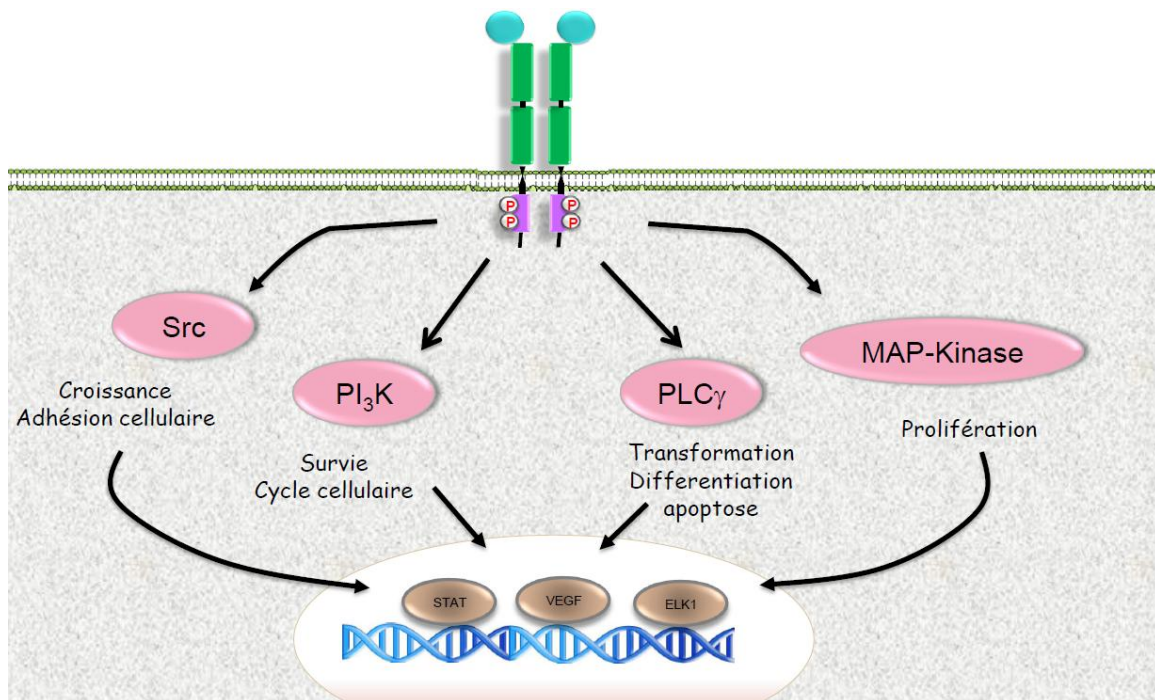 P P
P P
Src
Croissance
Adhésion cellulaire
PI₃K
Survie
Cycle cellulaire
PLCγ
Transformation
Differentiation
apoptose
MAP-Kinase
Prolifération
STAT
VEGF
ELK1